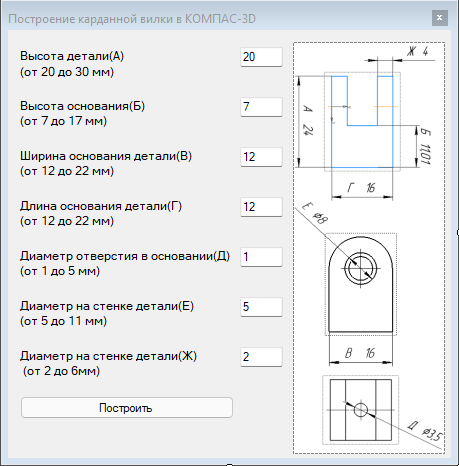 Построение карданной вилки в КОМПАС-3D
x
Высота детали(А)
(от 20 до 30 мм)
20
Высота основания(Б)
(от 7 до 17 мм)
7
Ширина основания детали(В)
(от 12 до 22 мм)
12
Длина основания детали(Г)
(от 12 до 22 мм)
12
Диаметр отверстия в основании(Д)
(от 1 до 5 мм)
1
Диаметр на стенке детали(Е)
(от 5 до 11 мм)
5
Диаметр на стенке детали(Ж)
(от 2 до 6мм)
2
Построить
Ж 4
А 24
Б 11,01
Г 16
Е ⌀8
В 16
Д ⌀3,5